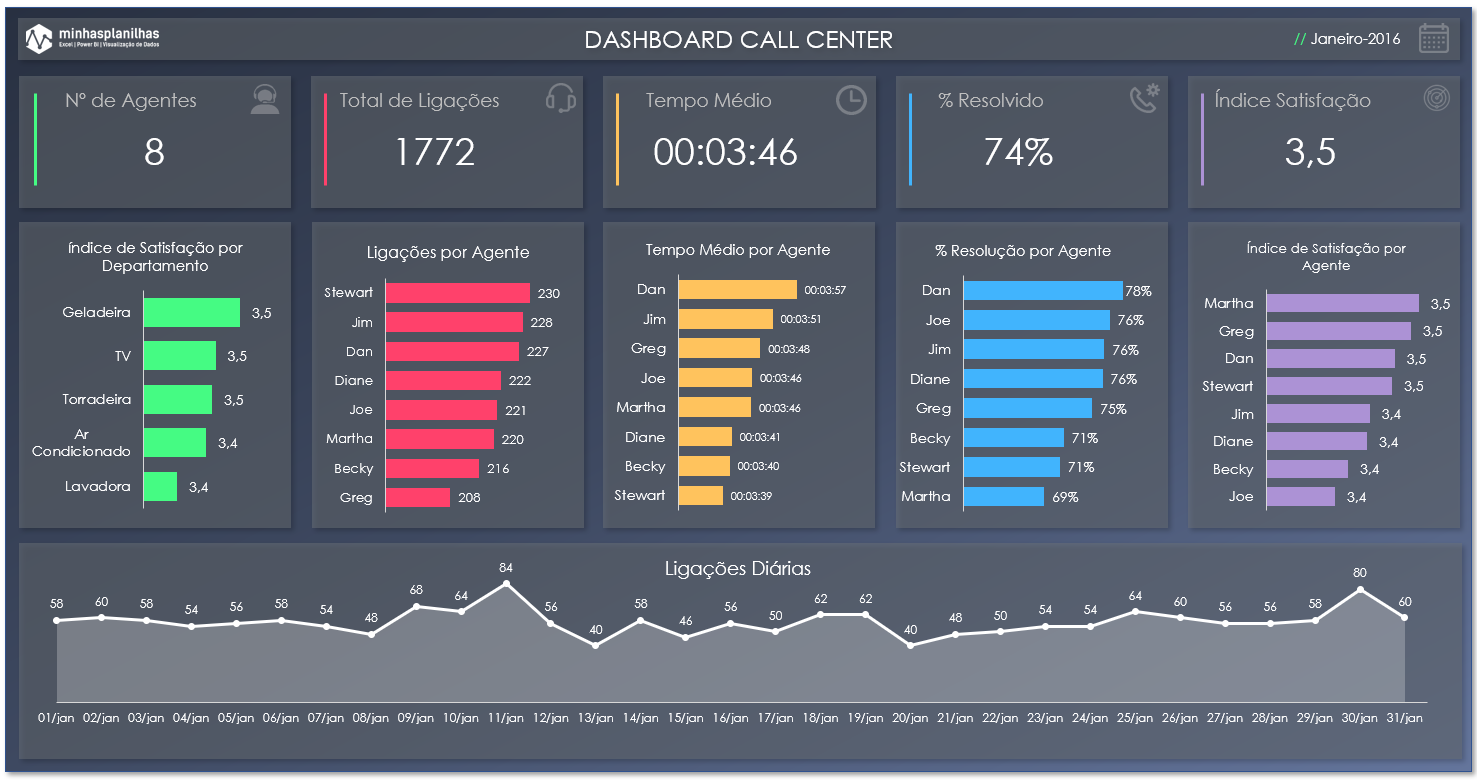 minhasplanilhas
Excel | Power BI | Visualização de Dados
DASHBOARD CALL CENTER
// Janeiro-2016
Nº de Agentes
8
Total de Ligações
1772
Tempo Médio
00:03:46
% Resolvido
74%
Índice Satisfação
3,5
Índice de Satisfação por
Departamento
Geladeira 3,5
TV 3,5
Torradeira 3,5
Ar
Condicionado 3,4
Lavadora 3,4
Ligações por Agente
Stewart 230
Jim 228
Dan 227
Diane 222
Joe 221
Martha 220
Becky 216
Greg 208
Tempo Médio por Agente
Dan 00:03:57
Jim 00:03:51
Greg 00:03:48
Joe 00:03:46
Martha 00:03:46
Diane 00:03:41
Becky 00:03:40
Stewart 00:03:39
% Resolução por Agente
Dan 78%
Joe 76%
Jim 76%
Diane 76%
Greg 75%
Becky 71%
Stewart 71%
Martha 69%
Índice de Satisfação por
Agente
Martha 3,5
Greg 3,5
Dan 3,5
Stewart 3,5
Jim 3,4
Diane 3,4
Becky 3,4
Joe 3,4
Ligações Diárias
58 60 58 54 56 58 54 48 68 64 84 56 40 58 46 56 50 62 62 40 48 50 54 54 64 60 56 56 58 80 60
01/jan 02/jan 03/jan 04/jan 05/jan 06/jan 07/jan 08/jan 09/jan 10/jan 11/jan 12/jan 13/jan 14/jan 15/jan 16/jan 17/jan 18/jan 19/jan 20/jan 21/jan 22/jan 23/jan 24/jan 25/jan 26/jan 27/jan 28/jan 29/jan 30/jan 31/jan